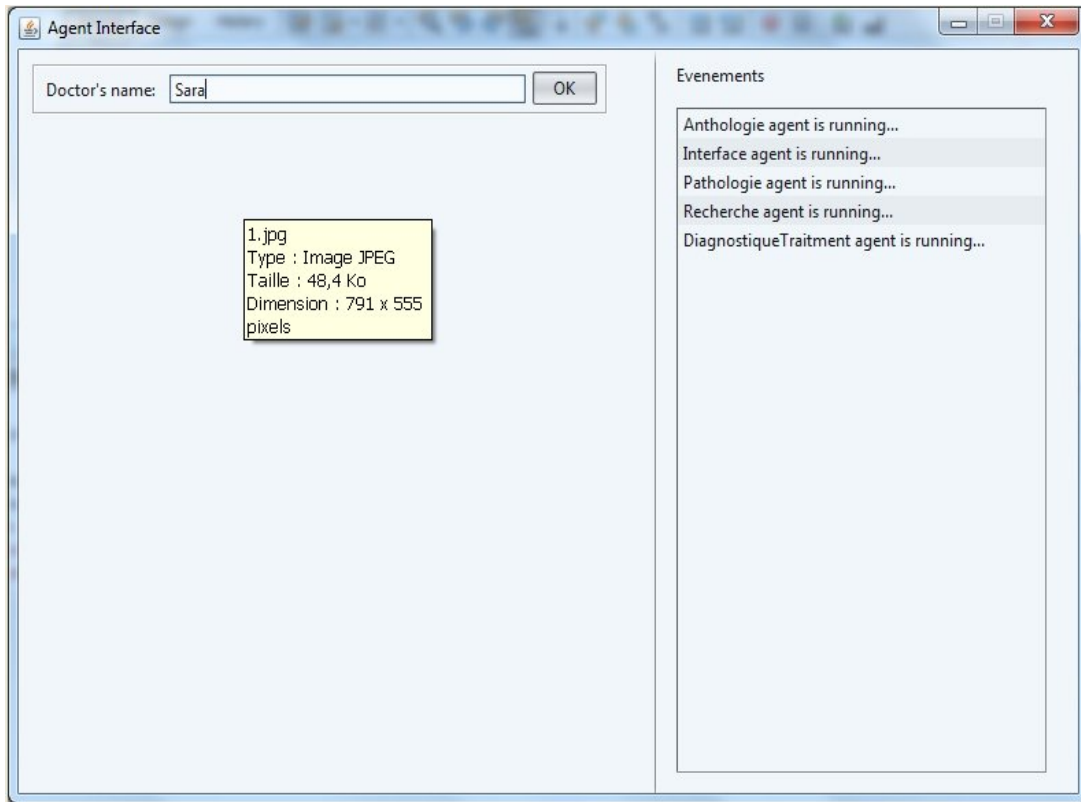 Agent Interface
Doctor's name: Sara OK
1.jpg
Type : Image JPEG
Taille : 48,4 Ko
Dimension : 791 x 555
pixels
Evenements
Anthologie agent is running...
Interface agent is running...
Pathologie agent is running...
Recherche agent is running...
DiagnostiqueTraitment agent is running...